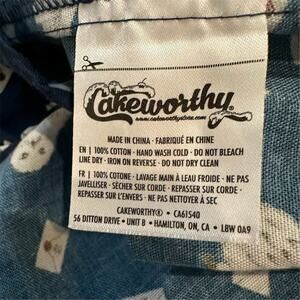 Cakeworthy
www.cakeworthystore.com
MADE IN CHINA · FABRIQUÉ EN CHINE
EN | 100% COTTON · HAND WASH COLD · DO NOT BLEACH
LINE DRY · IRON ON REVERSE · DO NOT DRY CLEAN
FR | 100% COTONE · LAVAGE MAIN À LEAU FROIDE · NE PAS
JAVELLISER · SÉCHER SUR CORDE · REPASSER SUR CORDE ·
REPASSER SUR L'ENVERS · NE PAS NETTOYER À SEC
CAKEWORTHY® · CA61540
56 DITTON DRIVE · UNIT B · HAMILTON, ON, CA · L8W 0A9